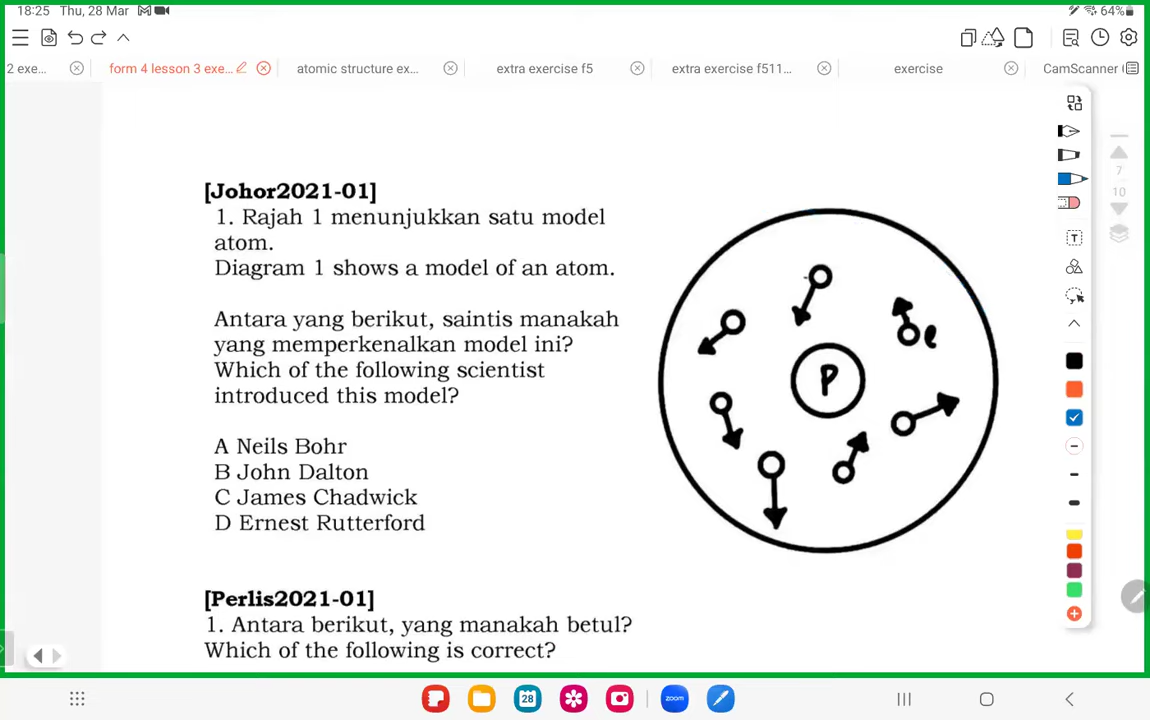 18:25 Thu, 28 Mar 64%
2 exe... form 4 lesson 3 exe... atomic structure ex... extra exercise f5 extra exercise f511... exercise CamScanner
[Johor2021-01]
1. Rajah 1 menunjukkan satu model
atom.
Diagram 1 shows a model of an atom.
Antara yang berikut, saintis manakah
yang memperkenalkan model ini?
Which of the following scientist
introduced this model?
A Neils Bohr
B John Dalton
C James Chadwick
D Ernest Rutterford
e
P
7
10
T
[Perlis2021-01]
1. Antara berikut, yang manakah betul?
Which of the following is correct?
28
zoom